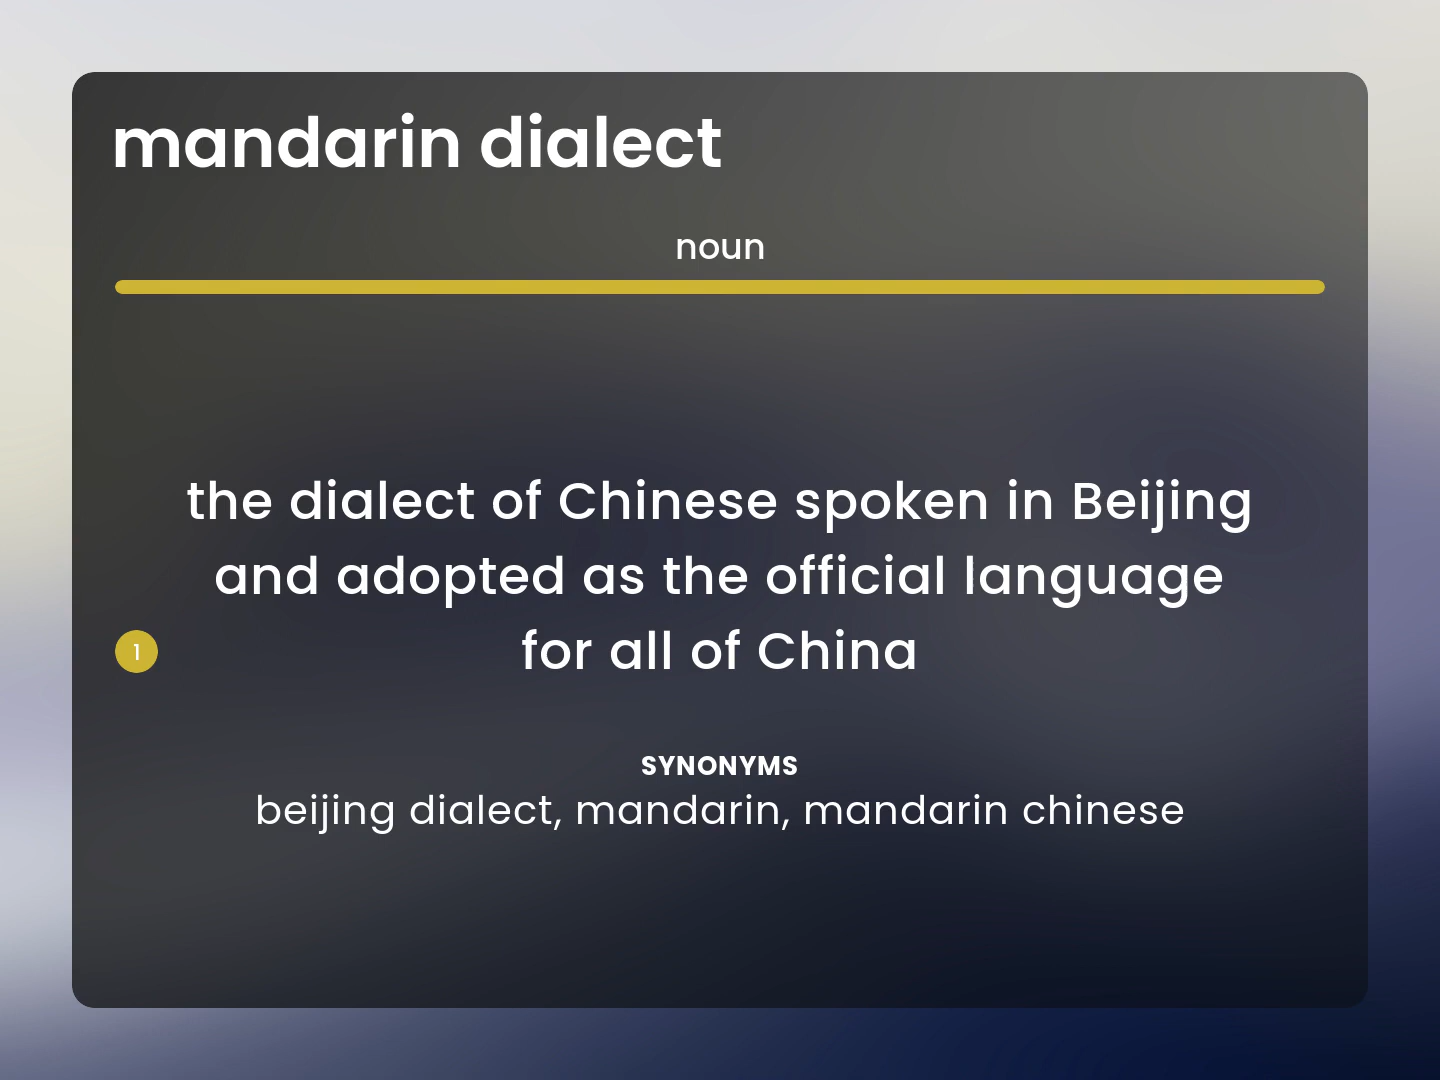 mandarin dialect
noun
the dialect of Chinese spoken in Beijing
and adopted as the official language
for all of China
1
SYNONYMS
beijing dialect, mandarin, mandarin chinese